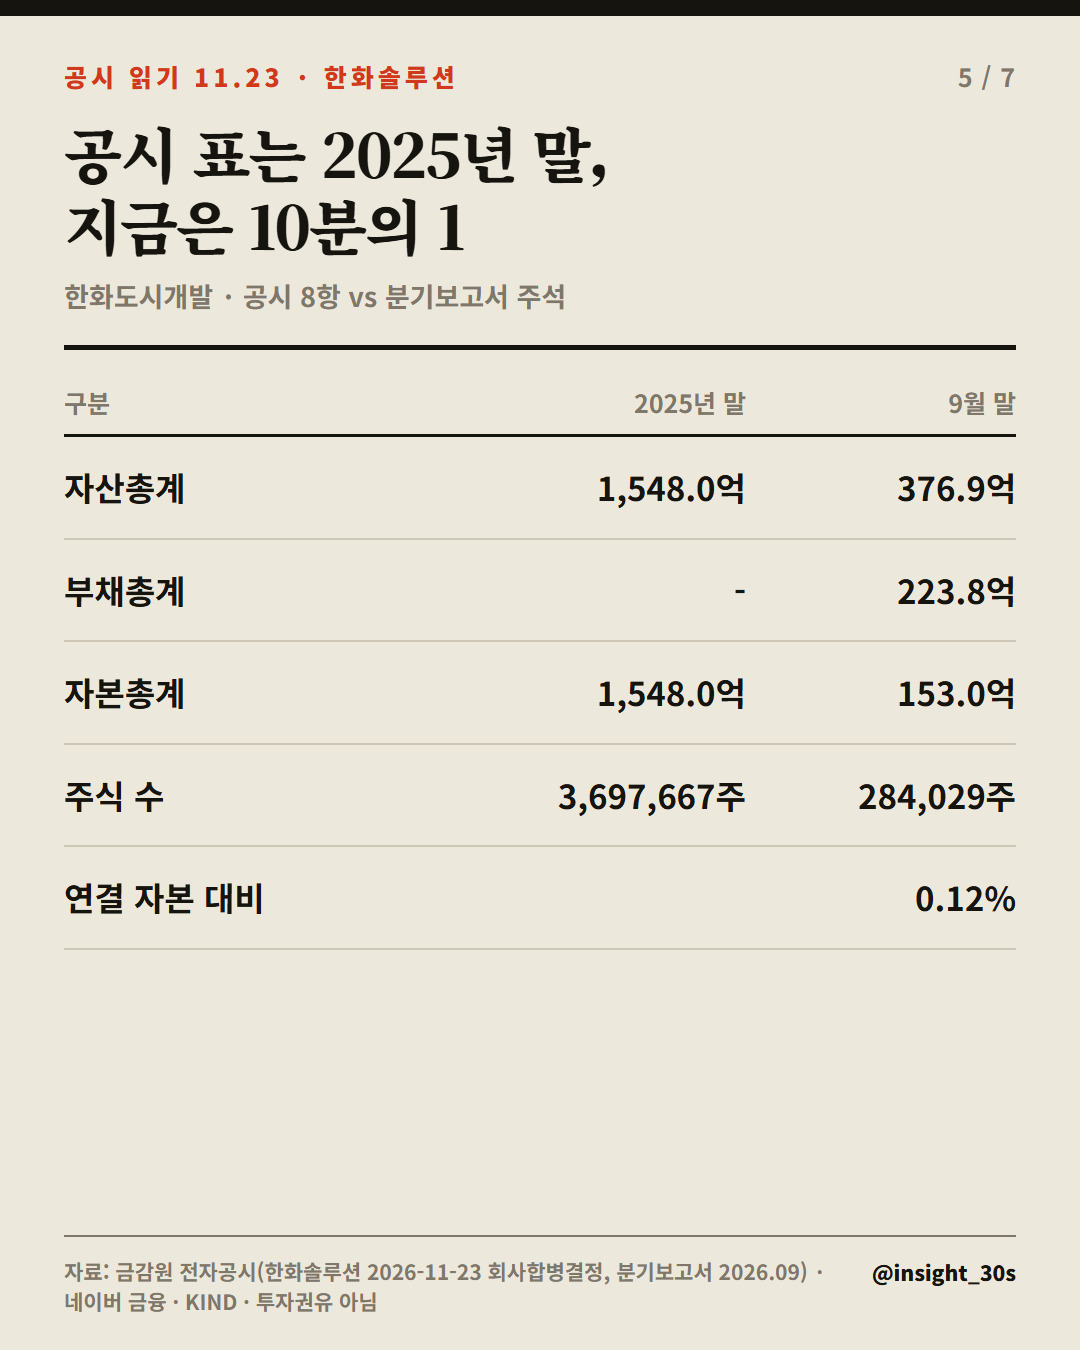 공시 읽기 11.23 · 한화솔루션
5 / 7
공시 표는 2025년 말,
지금은 10분의 1
한화도시개발 · 공시 8항 vs 분기보고서 주석
구분 2025년 말 9월 말
자산총계 1,548.0억 376.9억
부채총계 - 223.8억
자본총계 1,548.0억 153.0억
주식 수 3,697,667주 284,029주
연결 자본 대비 0.12%
자료: 금감원 전자공시(한화솔루션 2026-11-23 회사합병결정, 분기보고서 2026.09) ·
네이버 금융 · KIND · 투자권유 아님
@insight_30s